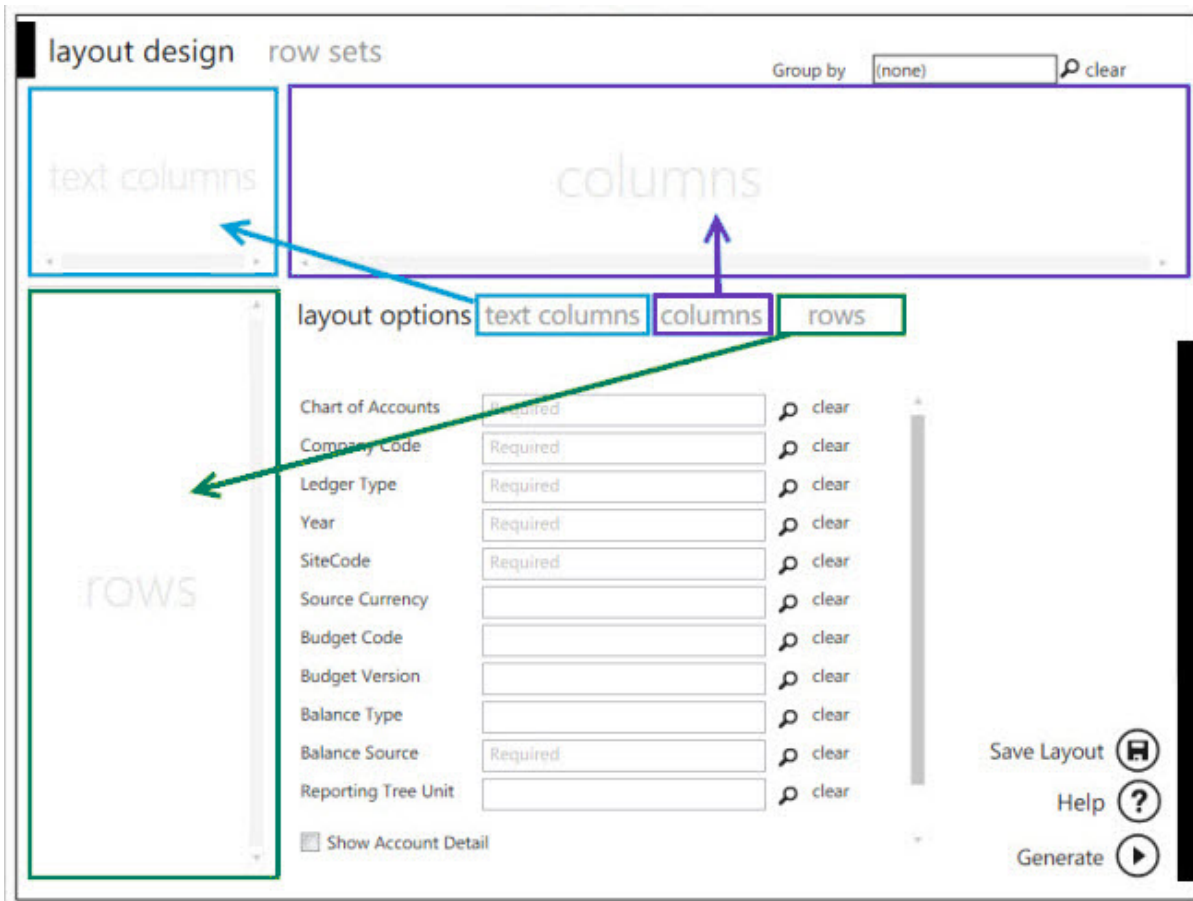 layout design row sets
Group by (none) clear
text columns
columns
layout options text columns columns rows
Chart of Accounts Required clear
Company Code Required clear
Ledger Type Required clear
Year Required clear
SiteCode Required clear
rows
Source Currency clear
Budget Code clear
Budget Version clear
Balance Type clear
Balance Source Required clear
Reporting Tree Unit clear
Show Account Detail
Save Layout
Help ?
Generate